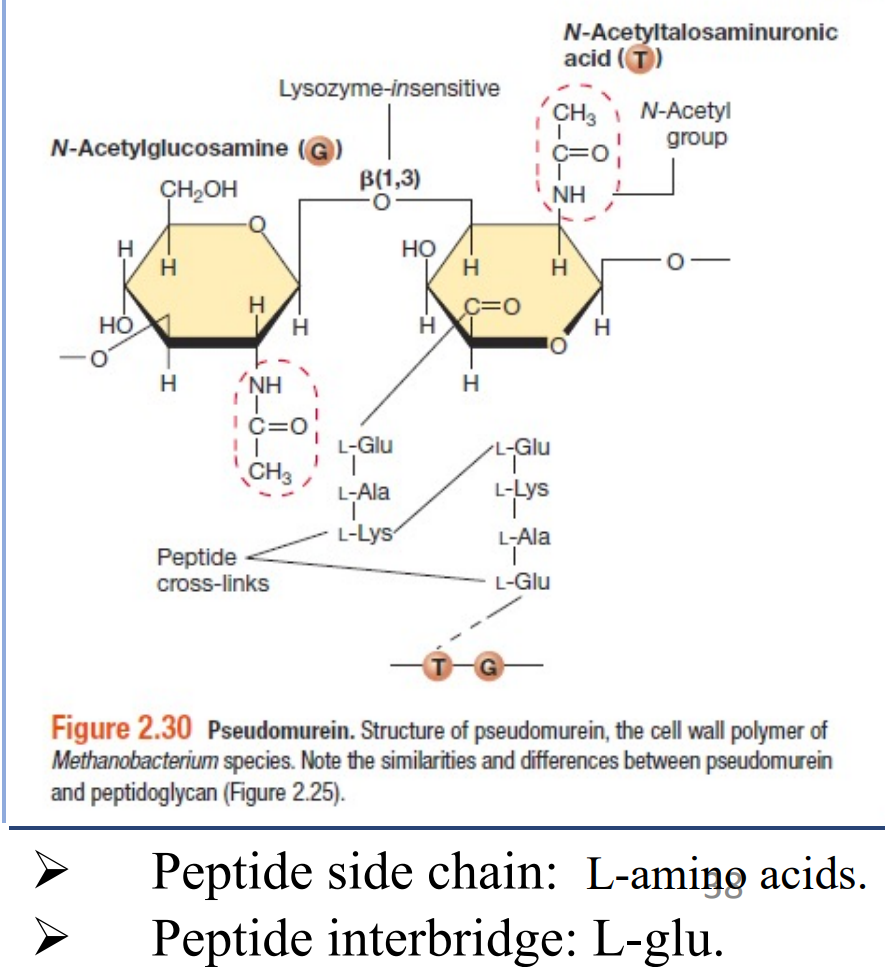 N-Acetyltalosaminuronic
acid (T)
Lysozyme-insensitive
CH3
N-Acetyl
group
C=O
N-Acetylglucosamine (G)
β(1,3)
CH2OH
NH
O
O
HO
H
H
H
H
O
C=O
H
HO
H
H
H
O
O
H
H
NH
C=O
CH3
L-Glu
L-Glu
L-Ala
L-Lys
L-Lys
L-Ala
Peptide
cross-links
L-Glu
T
G
Figure 2.30 Pseudomurein. Structure of pseudomurein, the cell wall polymer of
Methanobacterium species. Note the similarities and differences between pseudomurein
and peptidoglycan (Figure 2.25).
➢ Peptide side chain: L-amino acids.
38
➢ Peptide interbridge: L-glu.